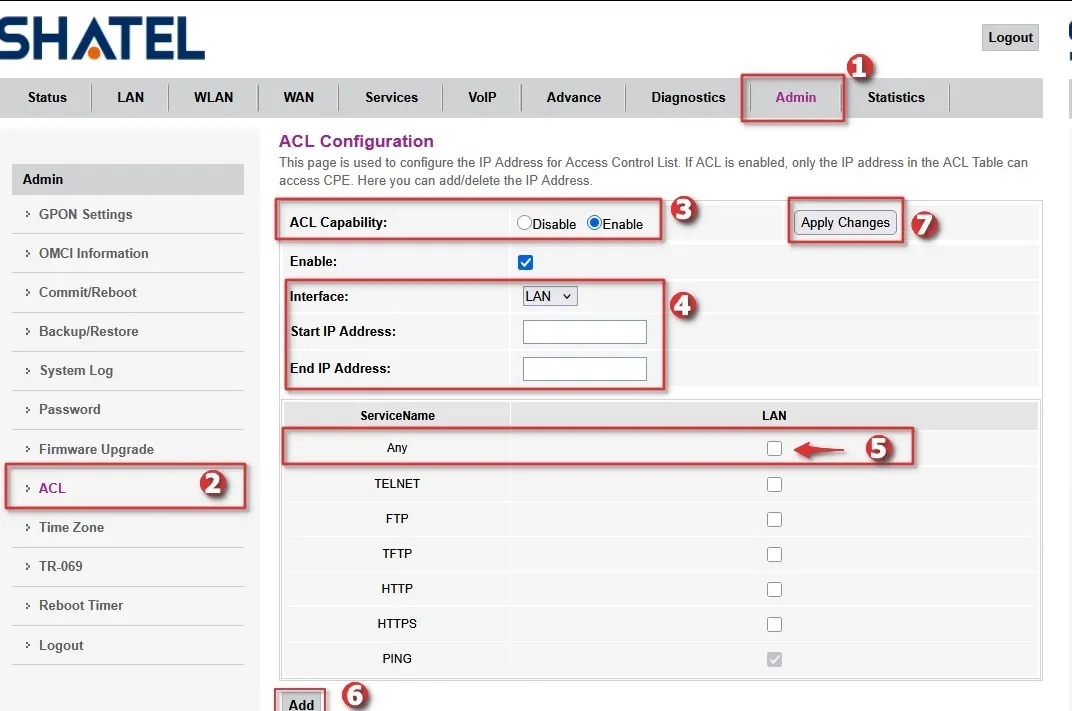 SHATEL
Logout
1
Status LAN WLAN WAN Services VoIP Advance Diagnostics Admin Statistics
ACL Configuration
This page is used to configure the IP Address for Access Control List. If ACL is enabled, only the IP address in the ACL Table can
access CPE. Here you can add/delete the IP Address.
Admin
GPON Settings
OMCI Information
Commit/Reboot
Backup/Restore
System Log
Password
Firmware Upgrade
ACL 2
Time Zone
TR-069
Reboot Timer
Logout
ACL Capability: Disable Enable 3 Apply Changes 7
Enable:
Interface: LAN 4
Start IP Address:
End IP Address:
ServiceName LAN
Any 5
TELNET
FTP
TFTP
HTTP
HTTPS
PING
Add 6